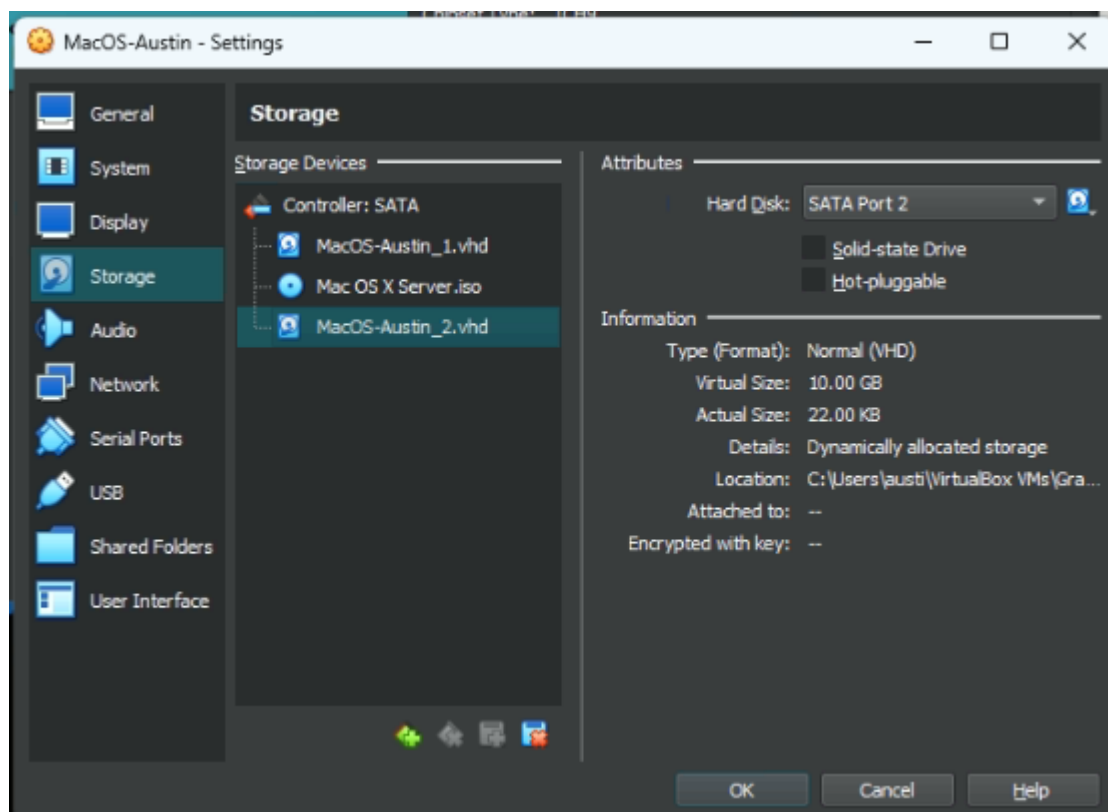 Chipset Type: ICH9
MacOS-Austin - Settings
General
System
Display
Storage
Audio
Network
Serial Ports
USB
Shared Folders
User Interface
Storage
Storage Devices
Controller: SATA
MacOS-Austin_1.vhd
Mac OS X Server.iso
MacOS-Austin_2.vhd
Attributes
Hard Disk: SATA Port 2
Solid-state Drive
Hot-pluggable
Information
Type (Format): Normal (VHD)
Virtual Size: 10.00 GB
Actual Size: 22.00 KB
Details: Dynamically allocated storage
Location: C:\Users\austi\VirtualBox VMs\Gra...
Attached to: --
Encrypted with key: --
OK
Cancel
Help